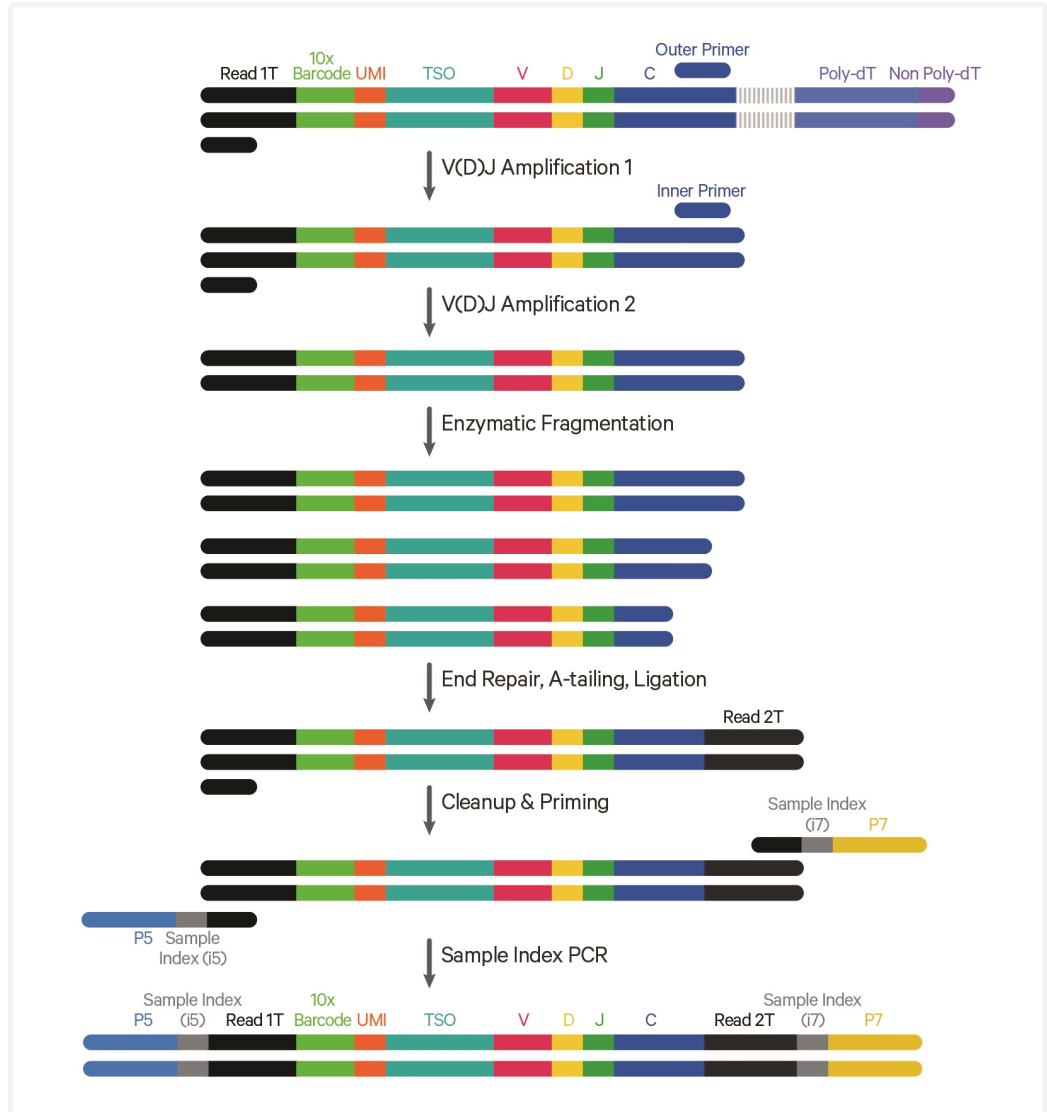 Outer Primer
10x
Read 1T Barcode UMI TSO V D J C Poly-dT Non Poly-dT
V(D)J Amplification 1
Inner Primer
V(D)J Amplification 2
Enzymatic Fragmentation
End Repair, A-tailing, Ligation
Read 2T
Cleanup & Priming
Sample Index
(i7) P7
P5 Sample
Index (i5)
Sample Index PCR
Sample Index 10x Sample Index
P5 (i5) Read 1T Barcode UMI TSO V D J C Read 2T (i7) P7